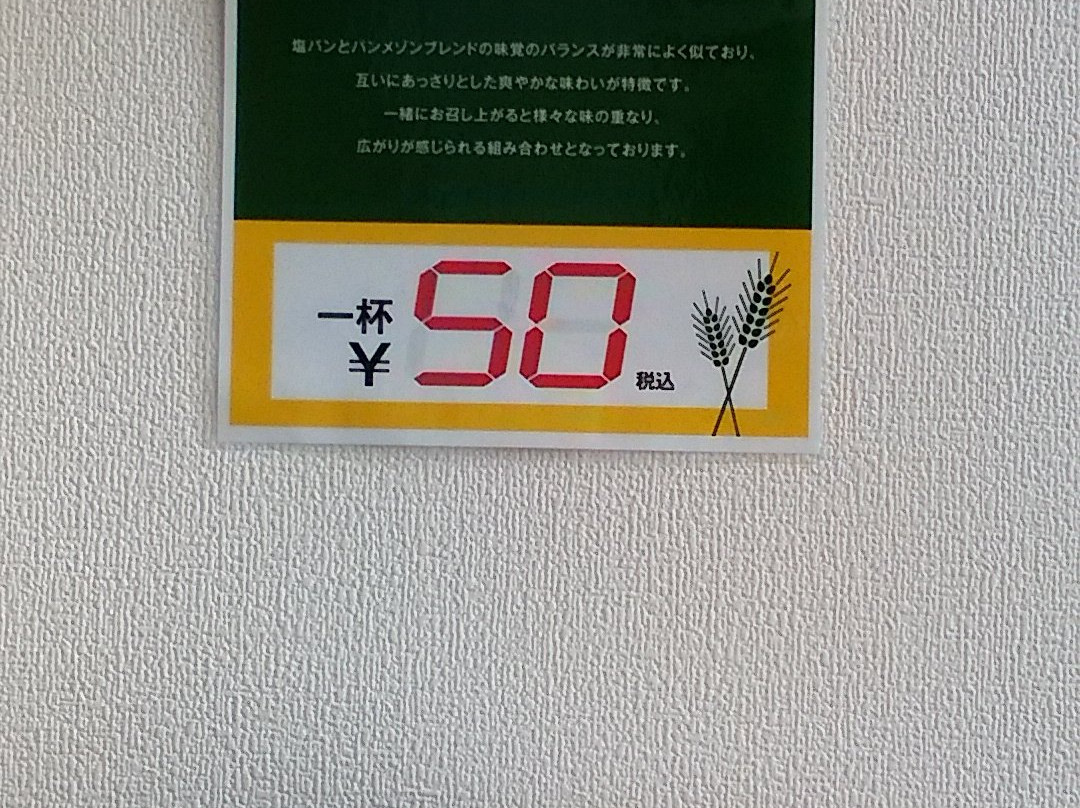 塩パンとパンメゾンブレンドの味覚のバランスが非常によく似ており、
互いにあっさりとした爽やかな味わいが特徴です。
一緒にお召し上がると様々な味の重なり、
広がりが感じられる組み合わせとなっております。
一杯
¥50税込